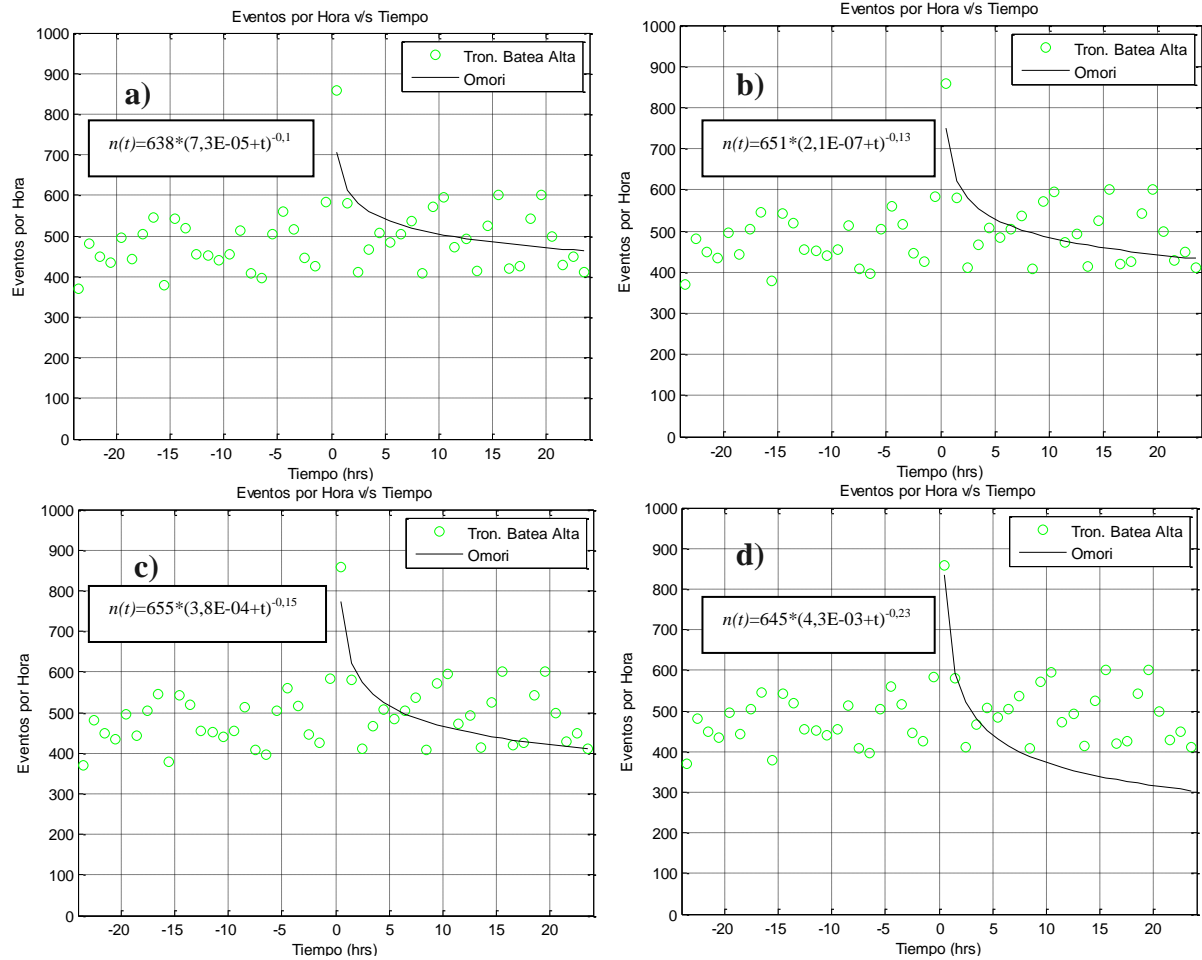 Eventos por Hora v/s Tiempo
1000
900
800
700
600
500
400
300
200
100
0
Eventos por Hora
a)
Tron. Batea Alta
Omori
n(t)=638*(7,3E-05+t)-0,1
-20 -15 -10 -5 0 5 10 15 20
Tiempo (hrs)
Eventos por Hora v/s Tiempo
1000
900
800
700
600
500
400
300
200
100
0
Eventos por Hora
b)
Tron. Batea Alta
Omori
n(t)=651*(2,1E-07+t)-0,13
-20 -15 -10 -5 0 5 10 15 20
Tiempo (hrs)
Eventos por Hora v/s Tiempo
1000
900
800
700
600
500
400
300
200
100
0
Eventos por Hora
c)
Tron. Batea Alta
Omori
n(t)=655*(3,8E-04+t)-0,15
-20 -15 -10 -5 0 5 10 15 20
Tiempo (hrs)
Eventos por Hora v/s Tiempo
1000
900
800
700
600
500
400
300
200
100
0
Eventos por Hora
d)
Tron. Batea Alta
Omori
n(t)=645*(4,3E-03+t)-0,23
-20 -15 -10 -5 0 5 10 15 20
Tiempo (hrs)